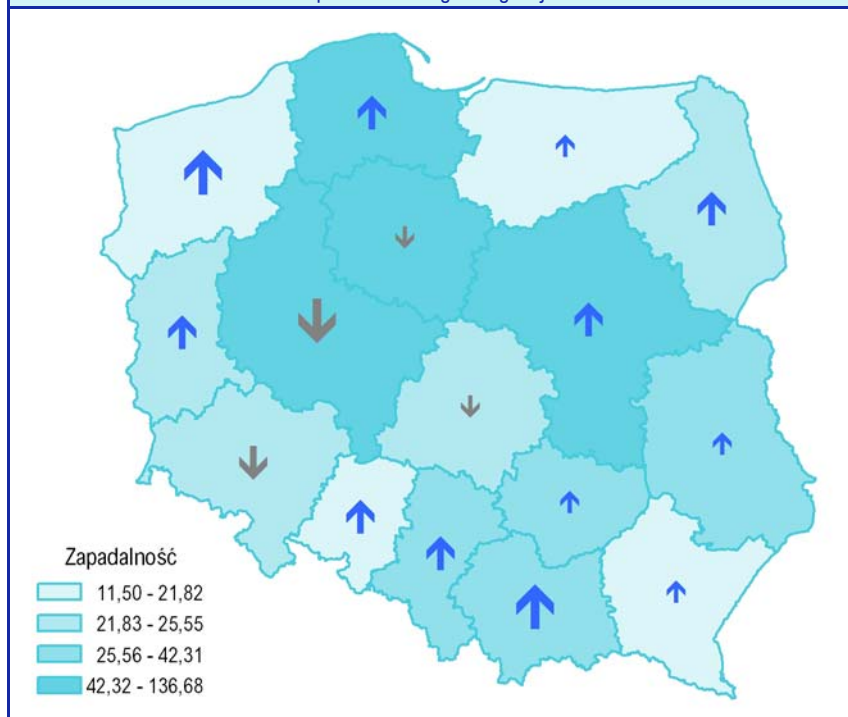 Zapadalność
11,50 - 21,82
21,83 - 25,55
25,56 - 42,31
42,32 - 136,68